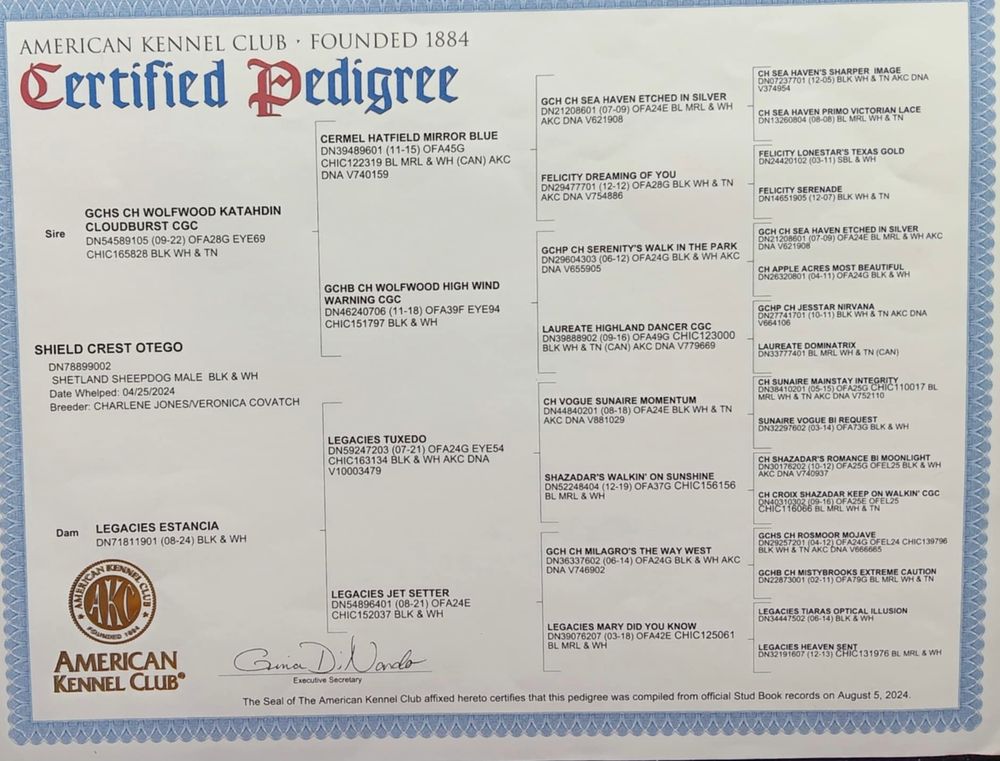 AMERICAN KENNEL CLUB · FOUNDED 1884
Certified Pedigree
Sire
GCHS CH WOLFWOOD KATAHDIN
CLOUDBURST CGC
DN54589105 (09-22) OFA28G EYE69
CHIC165828 BLK WH & TN
SHIELD CREST OTEGO
DN78899002
SHETLAND SHEEPDOG MALE BLK & WH
Date Whelped: 04/25/2024
Breeder: CHARLENE JONES/VERONICA COVATCH
Dam
LEGACIES ESTANCIA
DN71811901 (08-24) BLK & WH
CERMEL HATFIELD MIRROR BLUE
DN39489601 (11-15) OFA45G
CHIC122319 BL MRL & WH (CAN) AKC
DNA V740159
GCHB CH WOLFWOOD HIGH WIND
WARNING CGC
DN46240706 (11-18) OFA39F EYE94
CHIC151797 BLK & WH
LEGACIES TUXEDO
DN59247203 (07-21) OFA24G EYE54
CHIC163134 BLK & WH AKC DNA
V10003479
LEGACIES JET SETTER
DN54896401 (08-21) OFA24E
CHIC152037 BLK & WH
GCH CH SEA HAVEN ETCHED IN SILVER
DN21208601 (07-09) OFA24E BL MRL & WH
AKC DNA V621908
FELICITY DREAMING OF YOU
DN29477701 (12-12) OFA28G BLK WH & TN
AKC DNA V754886
GCHP CH SERENITY'S WALK IN THE PARK
DN29604303 (06-12) OFA24G BLK & WH AKC
DNA V655905
LAUREATE HIGHLAND DANCER CGC
DN39888902 (09-16) OFA49G CHIC123000
BLK WH & TN (CAN) AKC DNA V779669
CH VOGUE SUNAIRE MOMENTUM
DN44840201 (08-18) OFA24E BLK WH & TN
AKC DNA V881029
SHAZADAR'S WALKIN' ON SUNSHINE
DN52248404 (12-19) OFA37G CHIC156156
BL MRL & WH
GCH CH MILAGRO'S THE WAY WEST
DN36337602 (06-14) OFA24G BLK & WH AKC
DNA V746902
LEGACIES MARY DID YOU KNOW
DN39076207 (03-18) OFA42E CHIC125061
BL MRL & WH
CH SEA HAVEN'S SHARPER IMAGE
DN07237701 (12-05) BLK WH & TN AKC DNA
V374954
CH SEA HAVEN PRIMO VICTORIAN LACE
DN13260804 (08-08) BL MRL WH & TN
FELICITY LONESTAR'S TEXAS GOLD
DN24420102 (03-11) SBL & WH
FELICITY SERENADE
DN14651905 (12-07) BLK WH & TN
GCH CH SEA HAVEN ETCHED IN SILVER
DN21208601 (07-09) OFA24E BL MRL & WH AKC
DNA V621908
CH APPLE ACRES MOST BEAUTIFUL
DN26320801 (04-11) OFA24G BLK & WH
GCHP CH JESSTAR NIRVANA
DN27741701 (10-11) BLK WH & TN AKC DNA
V664106
LAUREATE DOMINATRIX
DN33777401 BL MRL WH & TN (CAN)
CH SUNAIRE MAINSTAY INTEGRITY
DN38410201 (05-15) OFA25G CHIC110017 BL
MRL WH & TN AKC DNA V752110
SUNAIRE VOGUE BI REQUEST
DN32297602 (03-14) OFA73G BLK & WH
CH SHAZADAR'S ROMANCE BI MOONLIGHT
DN30176202 (10-12) OFA25G OFEL25 BLK & WH
AKC DNA V740937
CH CROIX SHAZADAR KEEP ON WALKIN' CGC
DN40310302 (09-16) OFA25E OFEL25
CHIC116066 BL MRL WH & TN
GCHS CH ROSMOOR MOJAVE
DN29257201 (04-12) OFA24G OFEL24 CHIC139796
BLK WH & TN AKC DNA V666665
GCHB CH MISTYBROOKS EXTREME CAUTION
DN22873001 (02-11) OFA79G BL MRL WH & TN
LEGACIES TIARAS OPTICAL ILLUSION
DN34447502 (06-14) BLK & WH
LEGACIES HEAVEN SENT
DN32191607 (12-13) CHIC131976 BL MRL & WH
AMERICAN KENNEL CLUB
AKC
FOUNDED 1884
AMERICAN
KENNEL CLUB®
Gina DiNardo
Executive Secretary
The Seal of The American Kennel Club affixed hereto certifies that this pedigree was compiled from official Stud Book records on August 5, 2024.